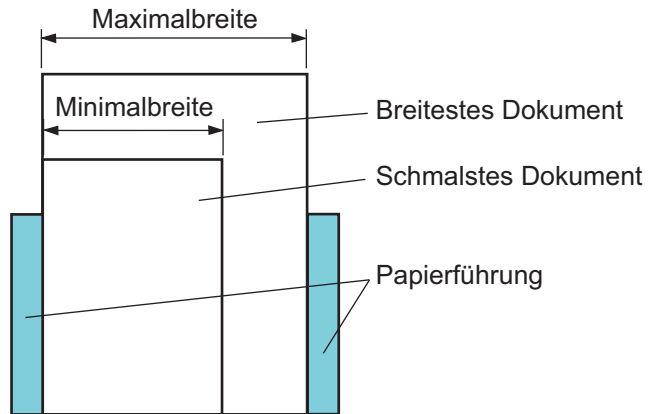 Maximalbreite
Minimalbreite
Breitestes Dokument
Schmalstes Dokument
Papierführung